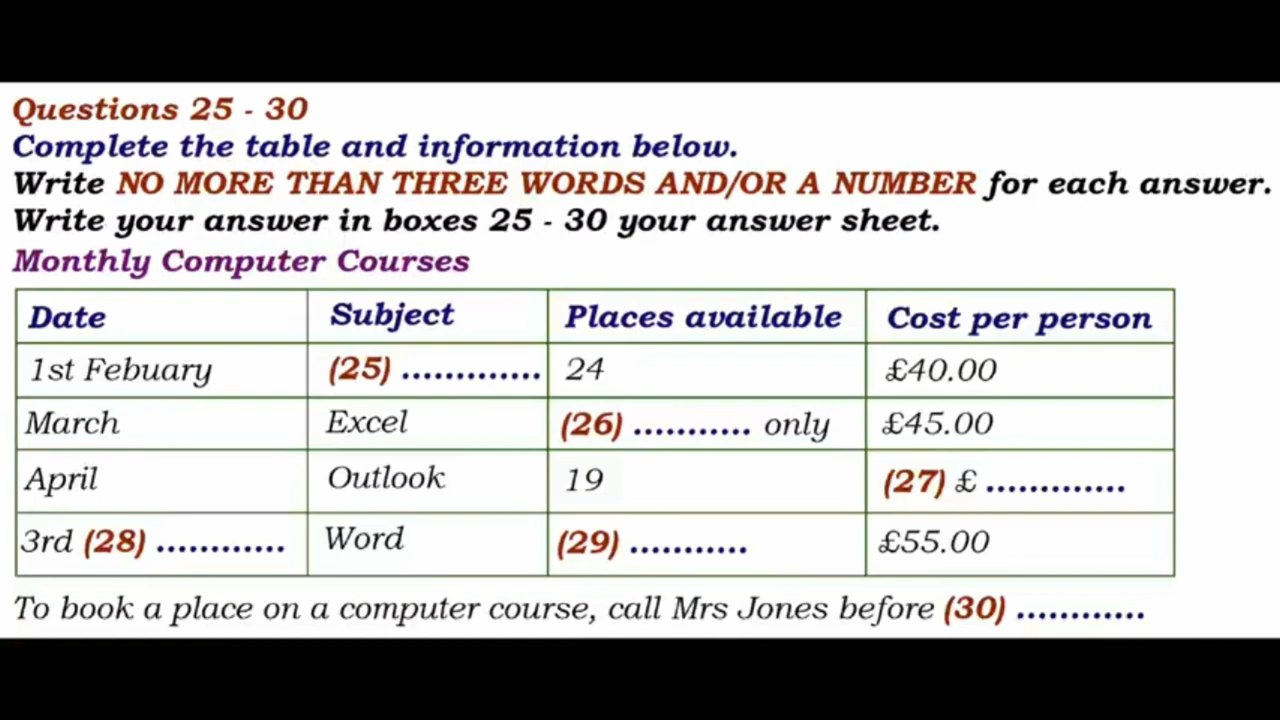 Questions 25 - 30
Complete the table and information below.
Write NO MORE THAN THREE WORDS AND/OR A NUMBER for each answer.
Write your answer in boxes 25 - 30 your answer sheet.
Monthly Computer Courses
Date Subject Places available Cost per person
1st Febuary (25) ............. 24 £40.00
March Excel (26) ........... only £45.00
April Outlook 19 (27) £ .............
3rd (28) ............ Word (29) ........... £55.00
To book a place on a computer course, call Mrs Jones before (30) ............